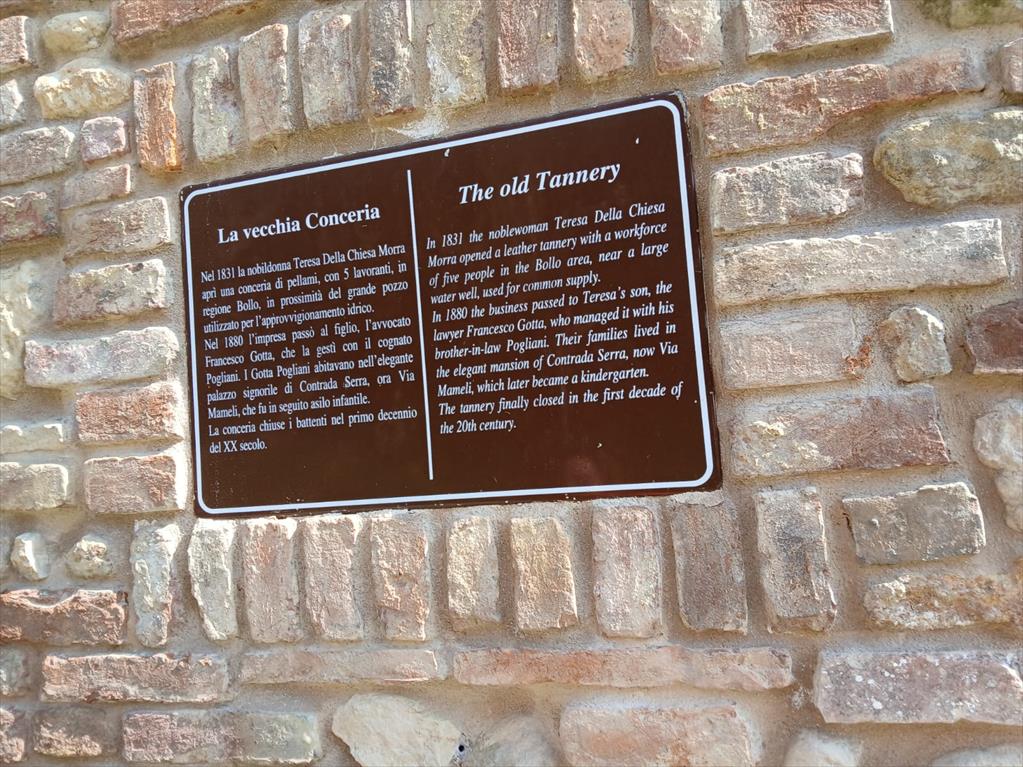 La vecchia Conceria
Nel 1831 la nobildonna Teresa Della Chiesa Morra
aprì una conceria di pellami, con 5 lavoranti, in
regione Bollo, in prossimità del grande pozzo
utilizzato per l'approvvigionamento idrico.
Nel 1880 l'impresa passò al figlio, l'avvocato
Francesco Gotta, che la gestì con il cognato
Pogliani. I Gotta Pogliani abitavano nell'elegante
palazzo signorile di Contrada Serra, ora Via
Mameli, che fu in seguito asilo infantile.
La conceria chiuse i battenti nel primo decennio
del XX secolo.
The old Tannery
In 1831 the noblewoman Teresa Della Chiesa
Morra opened a leather tannery with a workforce
of five people in the Bollo area, near a large
water well, used for common supply.
In 1880 the business passed to Teresa's son, the
lawyer Francesco Gotta, who managed it with his
brother-in-law Pogliani. Their families lived in
the elegant mansion of Contrada Serra, now Via
Mameli, which later became a kindergarten.
The tannery finally closed in the first decade of
the 20th century.